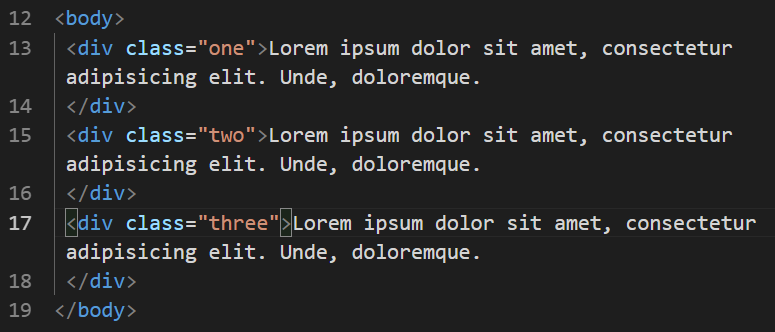 12 <body>
13 <div class="one">Lorem ipsum dolor sit amet, consectetur
adipisicing elit. Unde, doloremque.
14 </div>
15 <div class="two">Lorem ipsum dolor sit amet, consectetur
adipisicing elit. Unde, doloremque.
16 </div>
17 <div class="three">Lorem ipsum dolor sit amet, consectetur
adipisicing elit. Unde, doloremque.
18 </div>
19 </body>